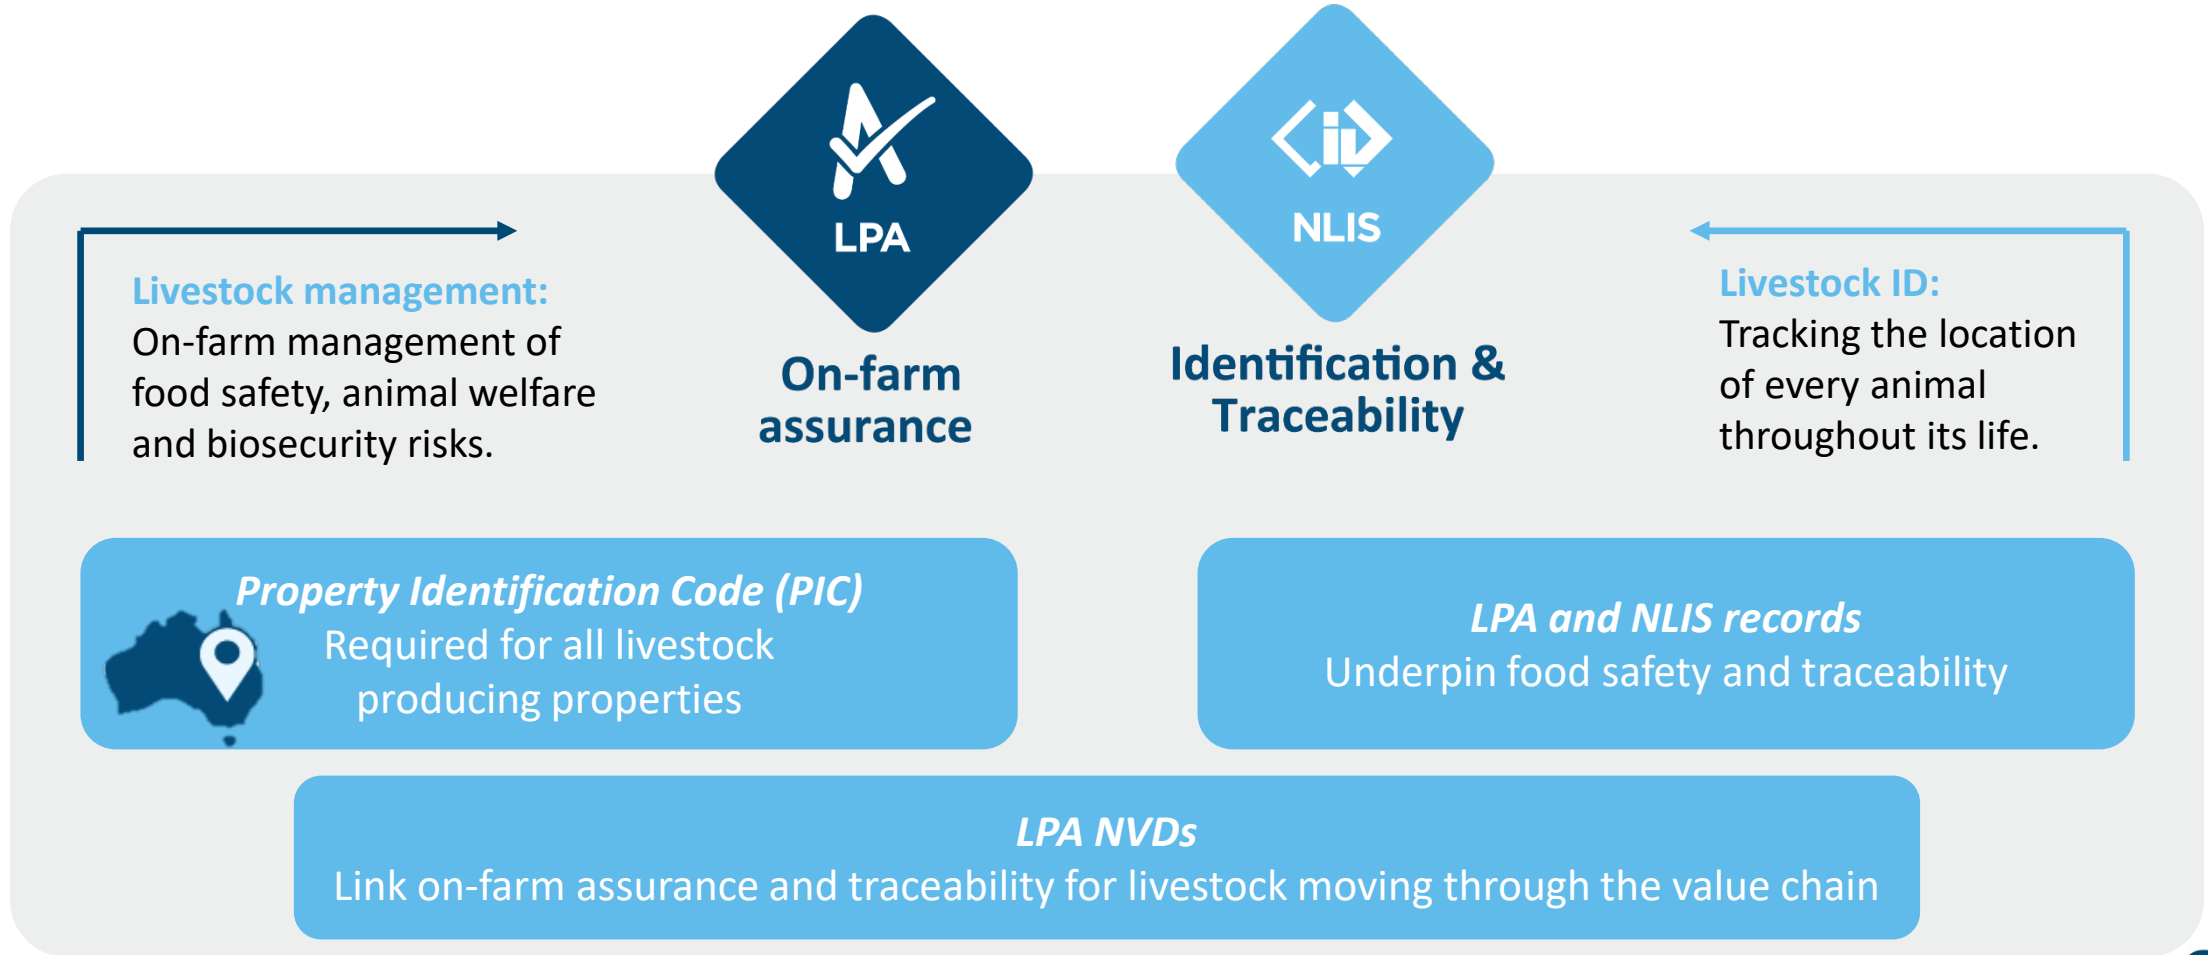 LPA
NLIS
Livestock management:
On-farm management of
food safety, animal welfare
and biosecurity risks.
On-farm
assurance
Identification &
Traceability
Livestock ID:
Tracking the location
of every animal
throughout its life.
Property Identification Code (PIC)
Required for all livestock
producing properties
LPA and NLIS records
Underpin food safety and traceability
LPA NVDs
Link on-farm assurance and traceability for livestock moving through the value chain